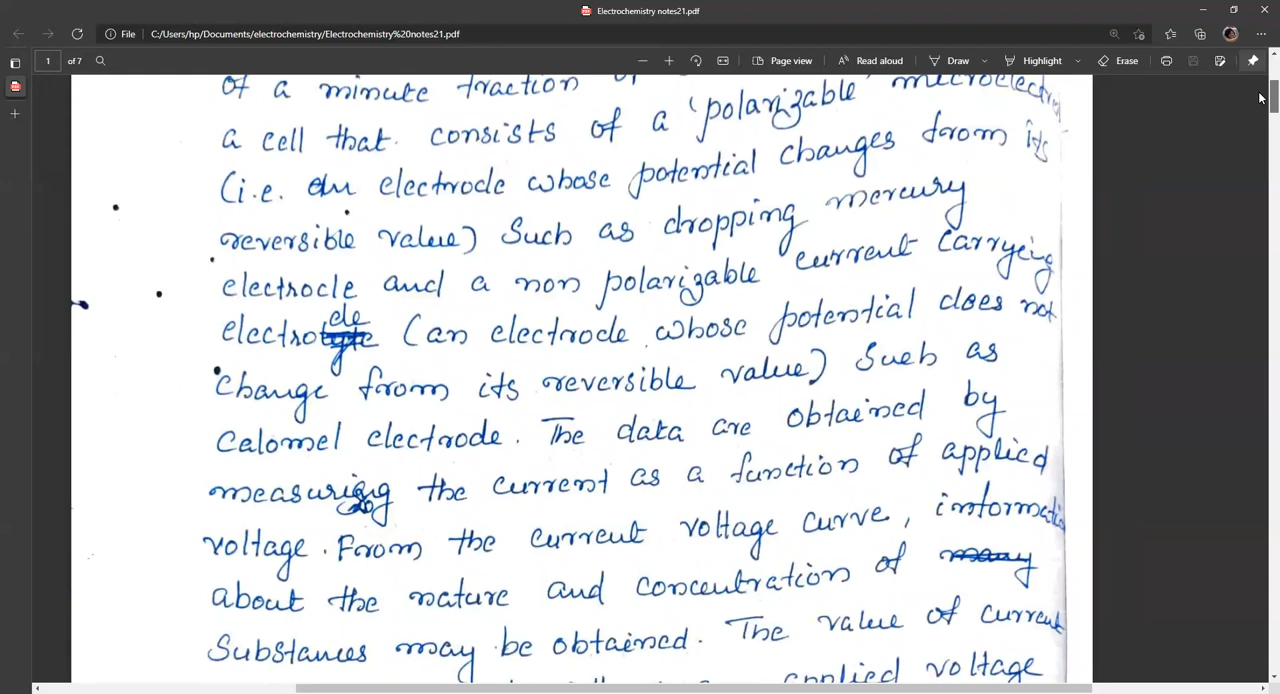 Electrochemistry notes21.pdf
File C:/Users/hp/Documents/electrochemistry/Electrochemistry%20notes21.pdf
1 of 7 Page view Read aloud Draw Highlight Erase
of a minute fraction of
a cell that consists of a 'polarizable' microelectro
(i.e. an electrode whose potential changes from its
reversible value) Such as dropping mercury
electrode and a non polarizable current carrying
electrode (an electrode whose potential does not
change from its reversible value) Such as
Calomel electrode. The data are obtained by
measuring the current as a function of applied
voltage. From the current voltage curve, informatio
about the nature and concentration of many
Substances may be obtained. The value of current
applied voltage